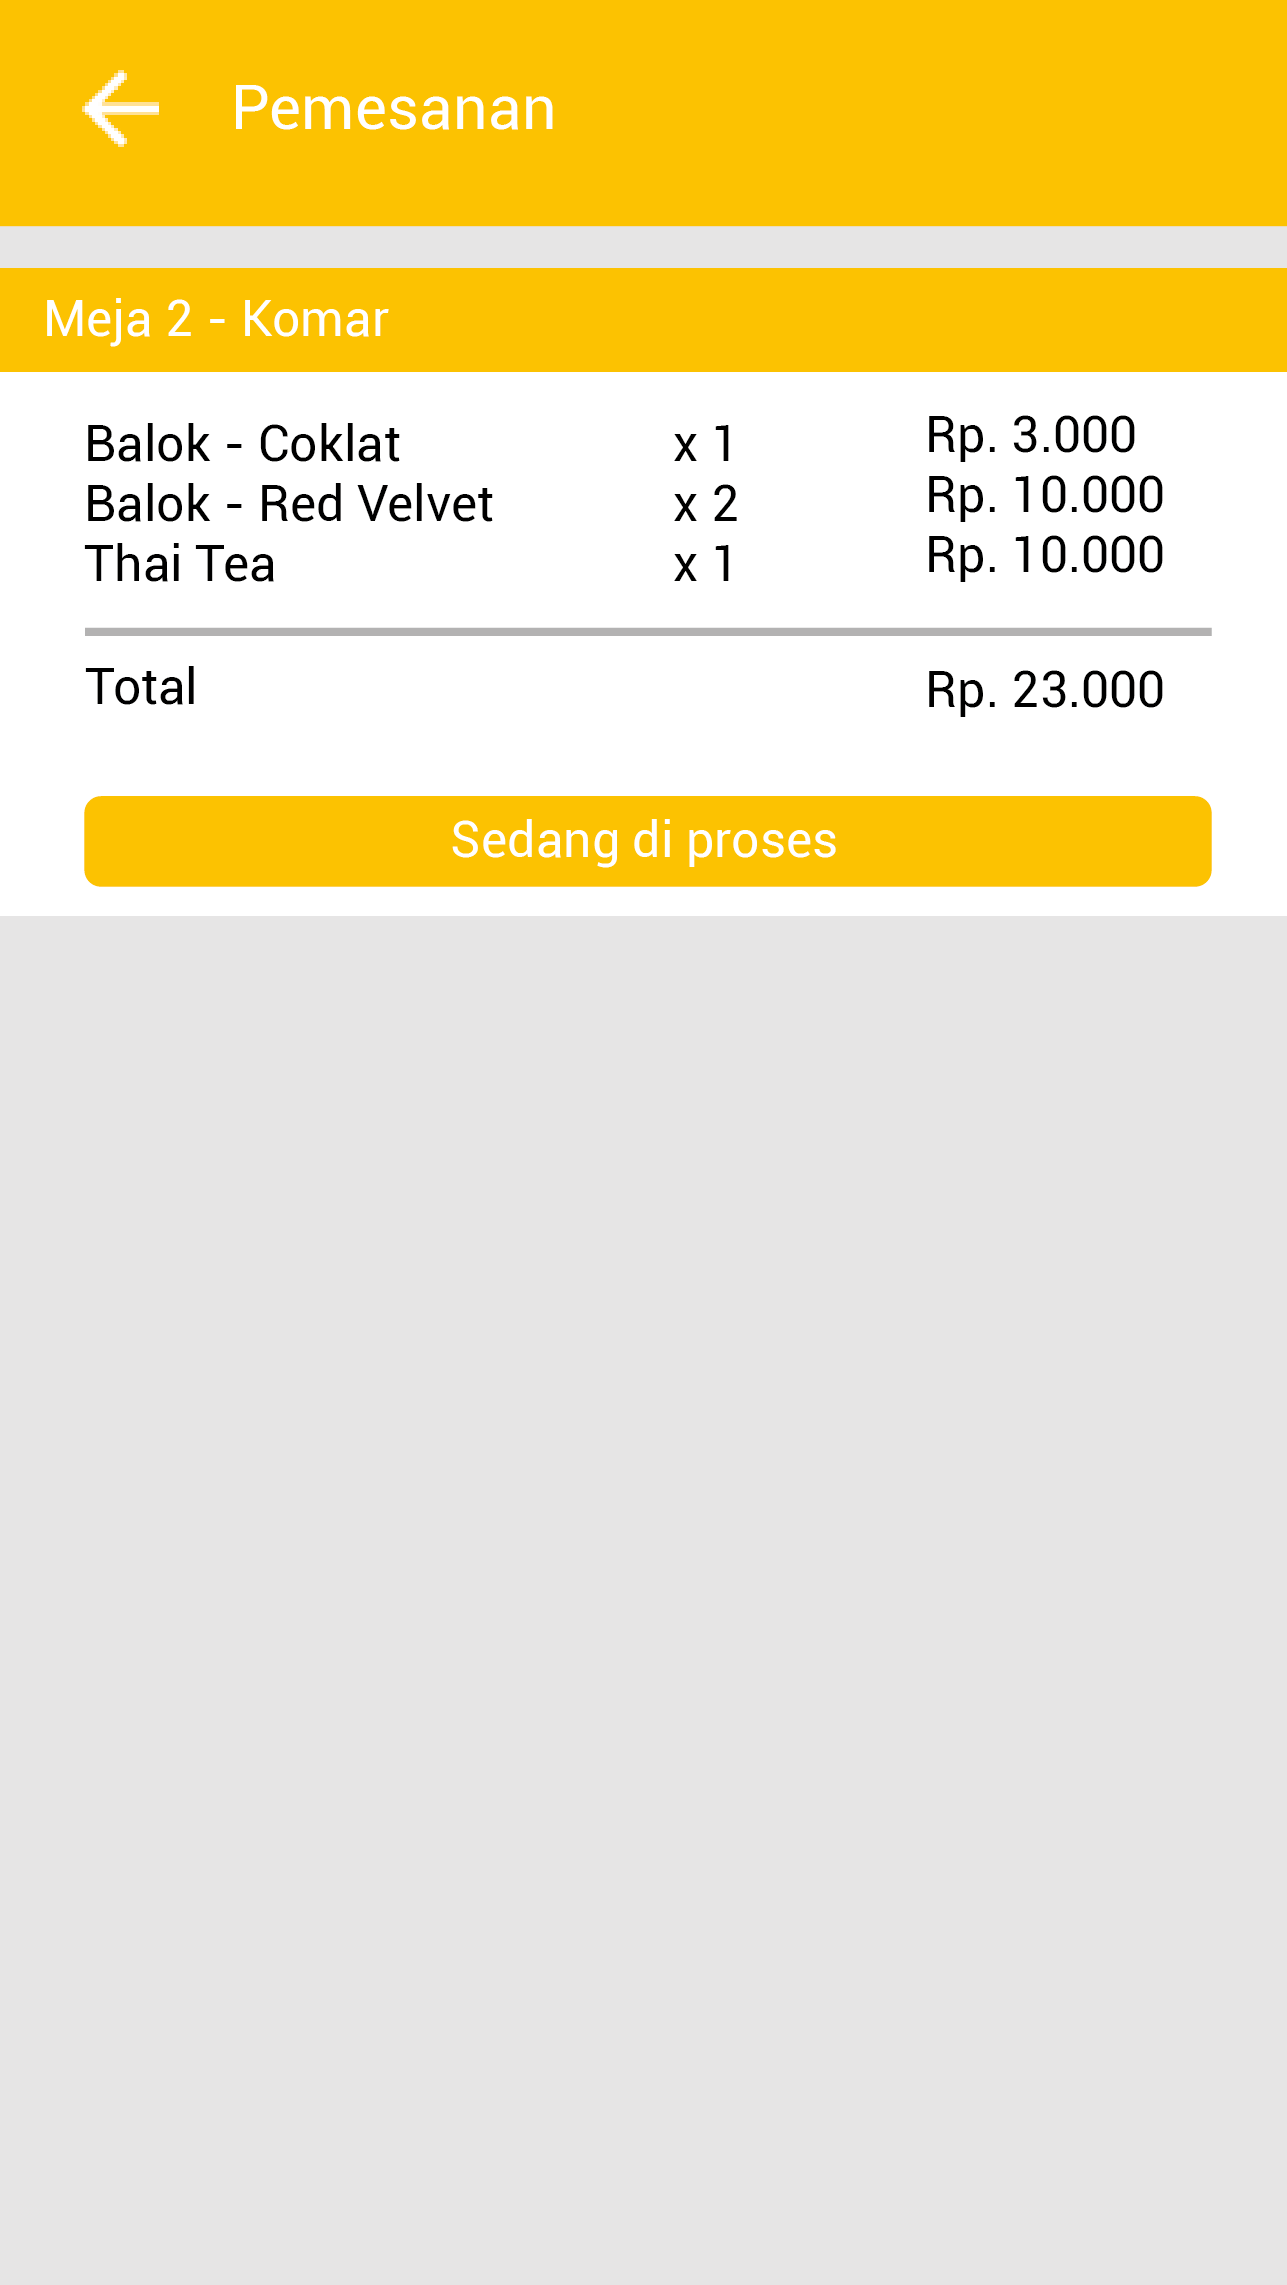 Pemesanan
Meja 2 - Komar
Balok - Coklat x 1 Rp. 3.000
Balok - Red Velvet x 2 Rp. 10.000
Thai Tea x 1 Rp. 10.000
Total Rp. 23.000
Sedang di proses